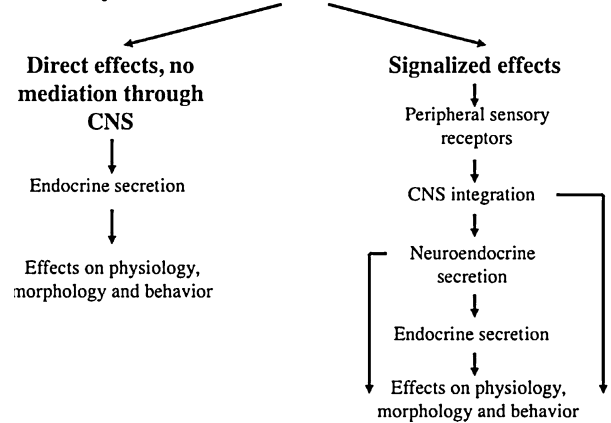 Direct effects, no
mediation through
CNS
Endocrine secretion
Effects on physiology,
morphology and behavior
Signalized effects
Peripheral sensory
receptors
CNS integration
Neuroendocrine
secretion
Endocrine secretion
Effects on physiology,
morphology and behavior